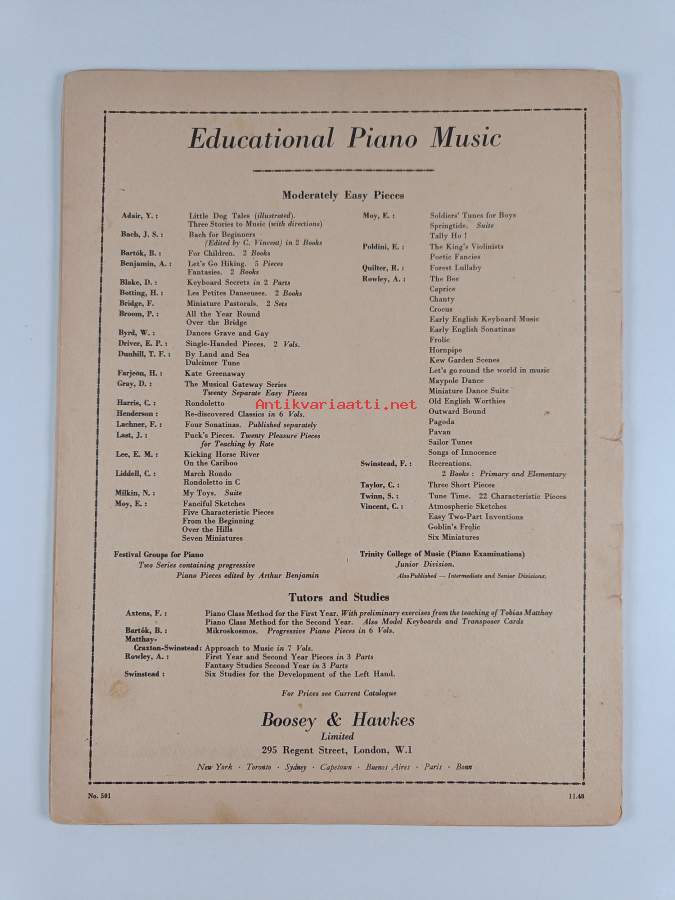 Educational Piano Music
Moderately Easy Pieces
Adair, Y. : Little Dog Tales (illustrated).
Three Stories to Music (with directions)
Bach, J. S. : Bach for Beginners
(Edited by C. Vincent) in 2 Books
Bartók, B. : For Children. 2 Books
Benjamin, A. : Let's Go Hiking. 5 Pieces
Fantasies. 2 Books
Blake, D. : Keyboard Secrets in 2 Parts
Botting, H. : Les Petites Danseuses. 2 Books
Bridge, F. Miniature Pastorals. 2 Sets
Broom, P. : All the Year Round
Over the Bridge
Byrd, W. : Dances Grave and Gay
Driver, E. P. : Single-Handed Pieces. 2 Vols.
Dunhill, T. F. : By Land and Sea
Dulcimer Tune
Farjeon, H. : Kate Greenaway
Gray, D. : The Musical Gateway Series
Twenty Separate Easy Pieces
Harris, C. : Rondoletto
Henderson : Re-discovered Classics in 6 Vols.
Lachner, F. : Four Sonatinas. Published separately
Last, J. : Puck's Pieces. Twenty Pleasure Pieces
for Teaching by Rote
Lee, E. M. : Kicking Horse River
On the Cariboo
Liddell, C. : March Rondo
Rondoletto in C
Milkin, N. : My Toys. Suite
Moy, E. : Fanciful Sketches
Five Characteristic Pieces
From the Beginning
Over the Hills
Seven Miniatures
Moy, E. : Soldiers' Tunes for Boys
Springtide. Suite
Tally Ho !
Poldini, E. : The King's Violinists
Poetic Fancies
Quilter, R. : Forest Lullaby
Rowley, A. : The Bee
Caprice
Chanty
Crocus
Early English Keyboard Music
Early English Sonatinas
Frolic
Hornpipe
Kew Garden Scenes
Let's go round the world in music
Maypole Dance
Miniature Dance Suite
Old English Worthies
Outward Bound
Pagoda
Pavan
Sailor Tunes
Songs of Innocence
Swinstead, F. : Recreations.
2 Books : Primary and Elementary
Taylor, C. : Three Short Pieces
Twinn, S. : Tune Time. 22 Characteristic Pieces
Vincent, C. : Atmospheric Sketches
Easy Two-Part Inventions
Goblin's Frolic
Six Miniatures
Antikvariaatti.net
Festival Groups for Piano
Two Series containing progressive
Piano Pieces edited by Arthur Benjamin
Trinity College of Music (Piano Examinations)
Junior Division.
Also Published — Intermediate and Senior Divisions.
Tutors and Studies
Axtens, F. : Piano Class Method for the First Year. With preliminary exercises from the teaching of Tobias Matthay
Piano Class Method for the Second Year. Also Model Keyboards and Transposer Cards
Bartók, B. : Mikroskosmos. Progressive Piano Pieces in 6 Vols.
Matthay-
Craxton-Swinstead : Approach to Music in 7 Vols.
Rowley, A. : First Year and Second Year Pieces in 3 Parts
Fantasy Studies Second Year in 3 Parts
Swinstead : Six Studies for the Development of the Left Hand.
For Prices see Current Catalogue
Boosey & Hawkes
Limited
295 Regent Street, London, W.1
New York · Toronto · Sydney · Capetown · Buenos Aires · Paris · Bonn
No. 501
11.48